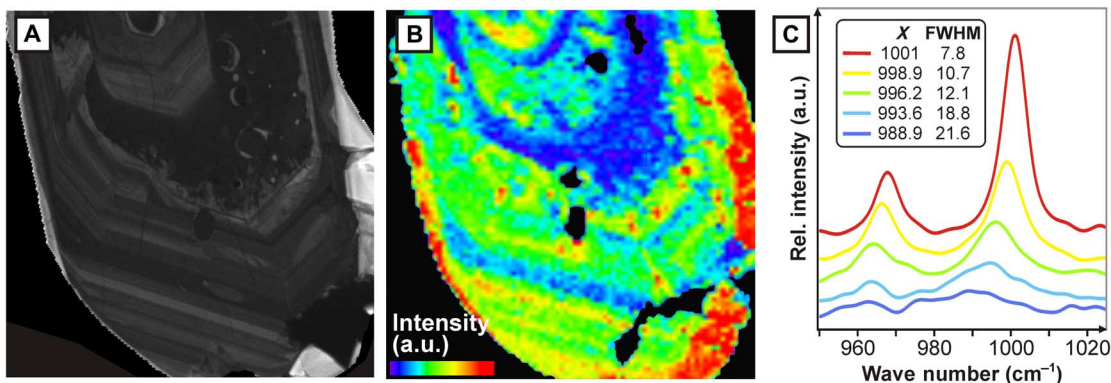 A
B
C
Intensity
(a.u.)
Rel. intensity (a.u.)
X FWHM
1001 7.8
998.9 10.7
996.2 12.1
993.6 18.8
988.9 21.6
960 980 1000 1020
Wave number (cm⁻¹)